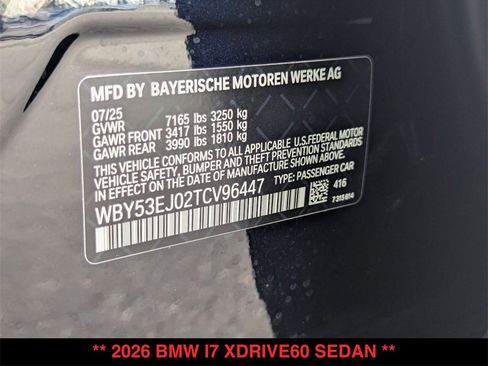 MFD BY BAYERISCHE MOTOREN WERKE AG
07/25
GVWR 7165 lbs 3250 kg
GAWR FRONT 3417 lbs 1550 kg
GAWR REAR 3990 lbs 1810 kg
THIS VEHICLE CONFORMS TO ALL APPLICABLE U.S.FEDERAL MOTOR
VEHICLE SAFETY, BUMPER, AND THEFT PREVENTION STANDARDS
IN EFFECT ON THE DATE OF MANUFACTURE SHOWN ABOVE.
WBY53EJ02TCV96447 TYPE: PASSENGER CAR
416
7315614
** 2026 BMW I7 XDRIVE60 SEDAN **